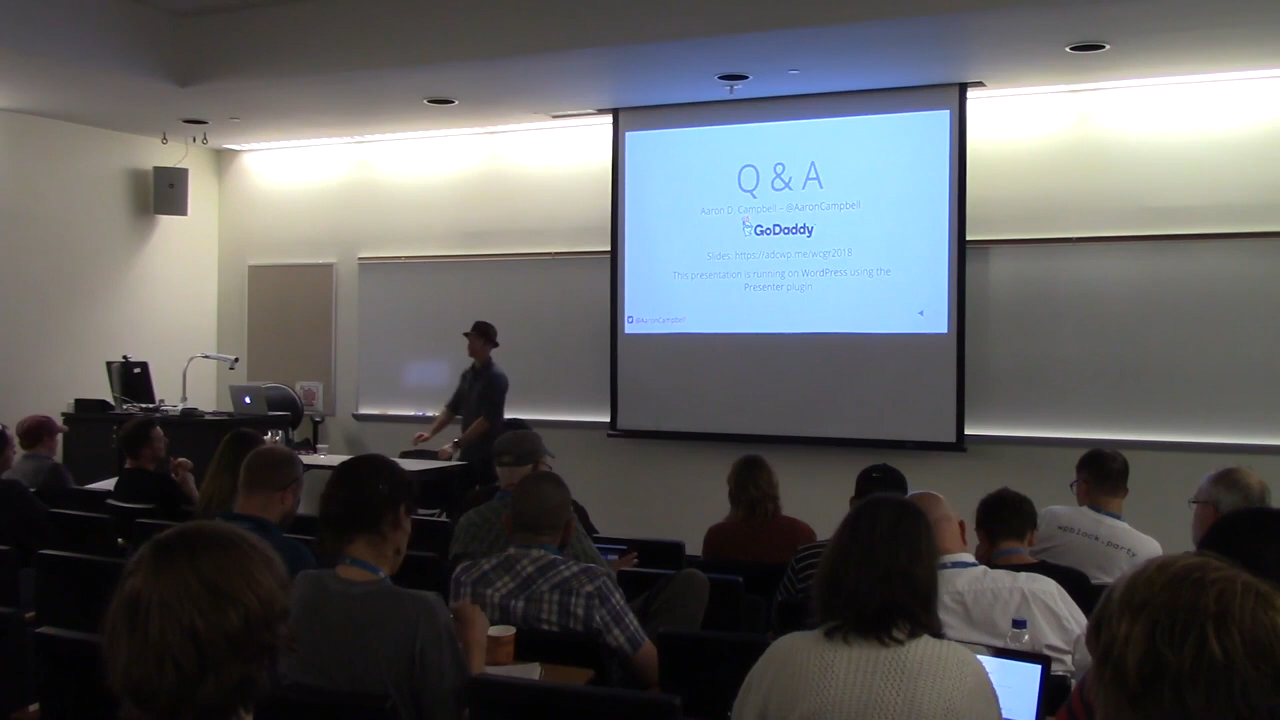 Q & A
Aaron D. Campbell – @AaronCampbell
GoDaddy
Slides: https://adcwp.me/wcgr2018
This presentation is running on WordPress using the
Presenter plugin
@AaronCampbell
wpblock.party